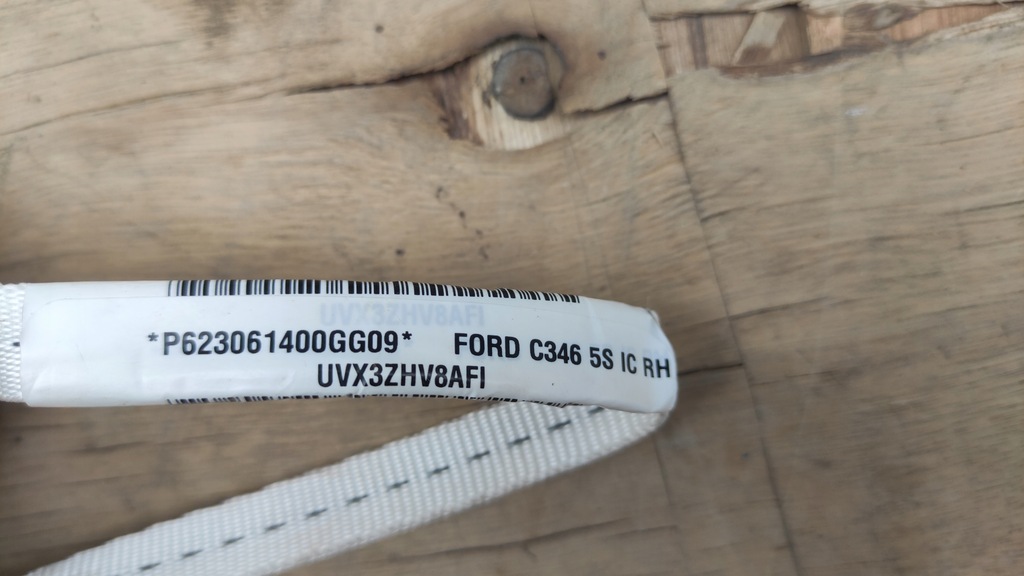 UVX3ZHV8AFI
*P623061400GG09* FORD C346 5S IC RH
UVX3ZHV8AFI